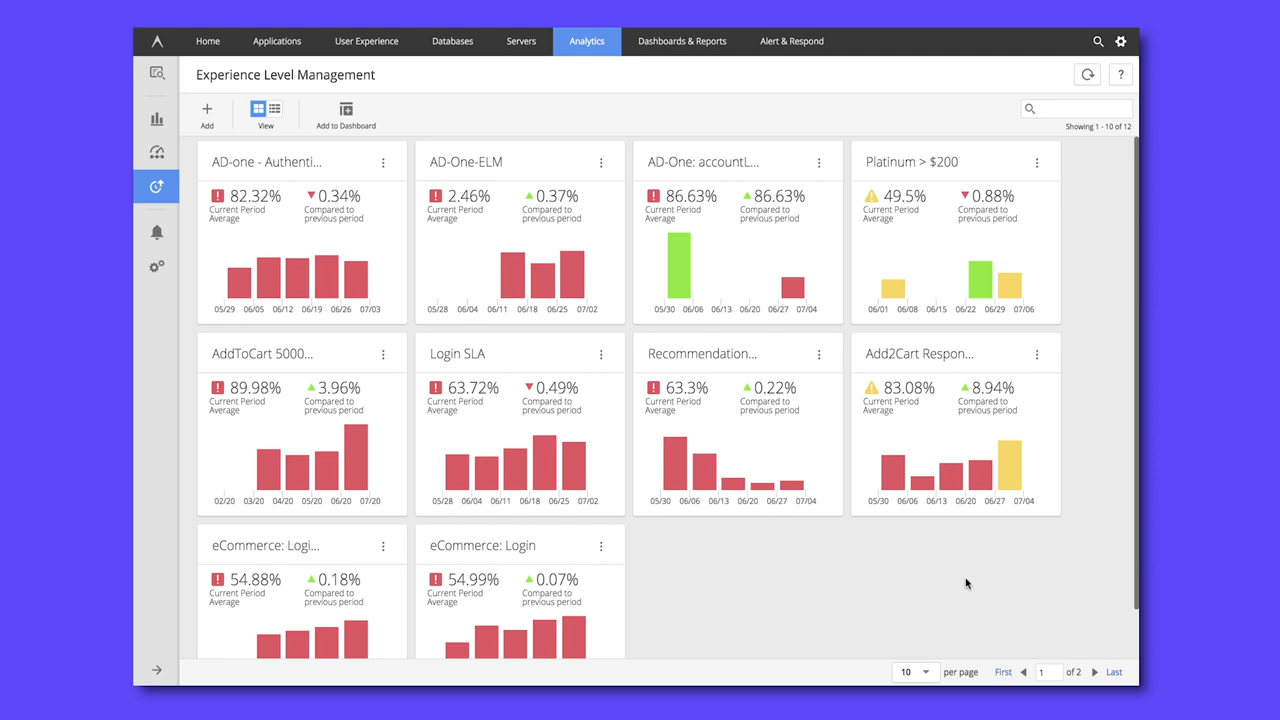 Home Applications User Experience Databases Servers Analytics Dashboards & Reports Alert & Respond
Experience Level Management
?
Add
View
Add to Dashboard
Showing 1 - 10 of 12
AD-one - Authenti...
82.32% 0.34%
Current Period Average
Compared to previous period
05/29 06/05 06/12 06/19 06/26 07/03
AD-One-ELM
2.46% 0.37%
Current Period Average
Compared to previous period
05/28 06/04 06/11 06/18 06/25 07/02
AD-One: accountL...
86.63% 86.63%
Current Period Average
Compared to previous period
05/30 06/06 06/13 06/20 06/27 07/04
Platinum > $200
49.5% 0.88%
Current Period Average
Compared to previous period
06/01 06/08 06/15 06/22 06/29 07/06
AddToCart 5000...
89.98% 3.96%
Current Period Average
Compared to previous period
02/20 03/20 04/20 05/20 06/20 07/20
Login SLA
63.72% 0.49%
Current Period Average
Compared to previous period
05/28 06/04 06/11 06/18 06/25 07/02
Recommendation...
63.3% 0.22%
Current Period Average
Compared to previous period
05/30 06/06 06/13 06/20 06/27 07/04
Add2Cart Respon...
83.08% 8.94%
Current Period Average
Compared to previous period
05/30 06/06 06/13 06/20 06/27 07/04
eCommerce: Logi...
54.88% 0.18%
Current Period Average
Compared to previous period
eCommerce: Login
54.99% 0.07%
Current Period Average
Compared to previous period
10 per page First 1 of 2 Last